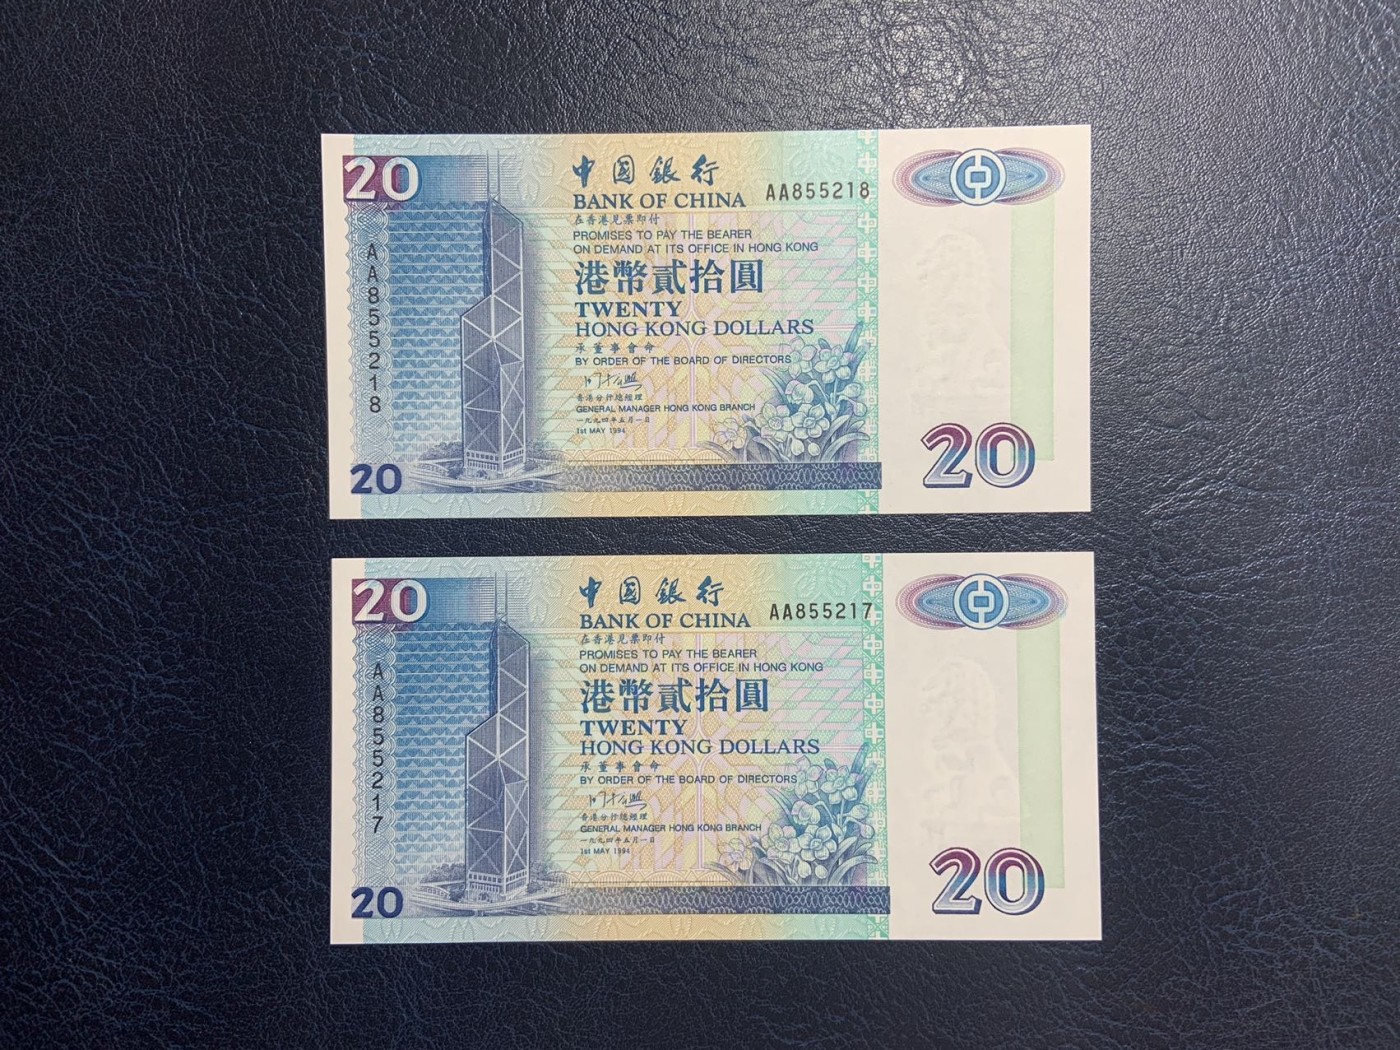 20
中國銀行
BANK OF CHINA
AA855218
在香港見票即付
PROMISES TO PAY THE BEARER
ON DEMAND AT ITS OFFICE IN HONG KONG
港幣貳拾圓
TWENTY
HONG KONG DOLLARS
承董事會命
BY ORDER OF THE BOARD OF DIRECTORS
香港分行總經理
GENERAL MANAGER HONG KONG BRANCH
一九九四年五月一日
1st MAY 1994
AA855218
20
20
20
中國銀行
BANK OF CHINA
AA855217
在香港見票即付
PROMISES TO PAY THE BEARER
ON DEMAND AT ITS OFFICE IN HONG KONG
港幣貳拾圓
TWENTY
HONG KONG DOLLARS
承董事會命
BY ORDER OF THE BOARD OF DIRECTORS
香港分行總經理
GENERAL MANAGER HONG KONG BRANCH
一九九四年五月一日
1st MAY 1994
AA855217
20
20